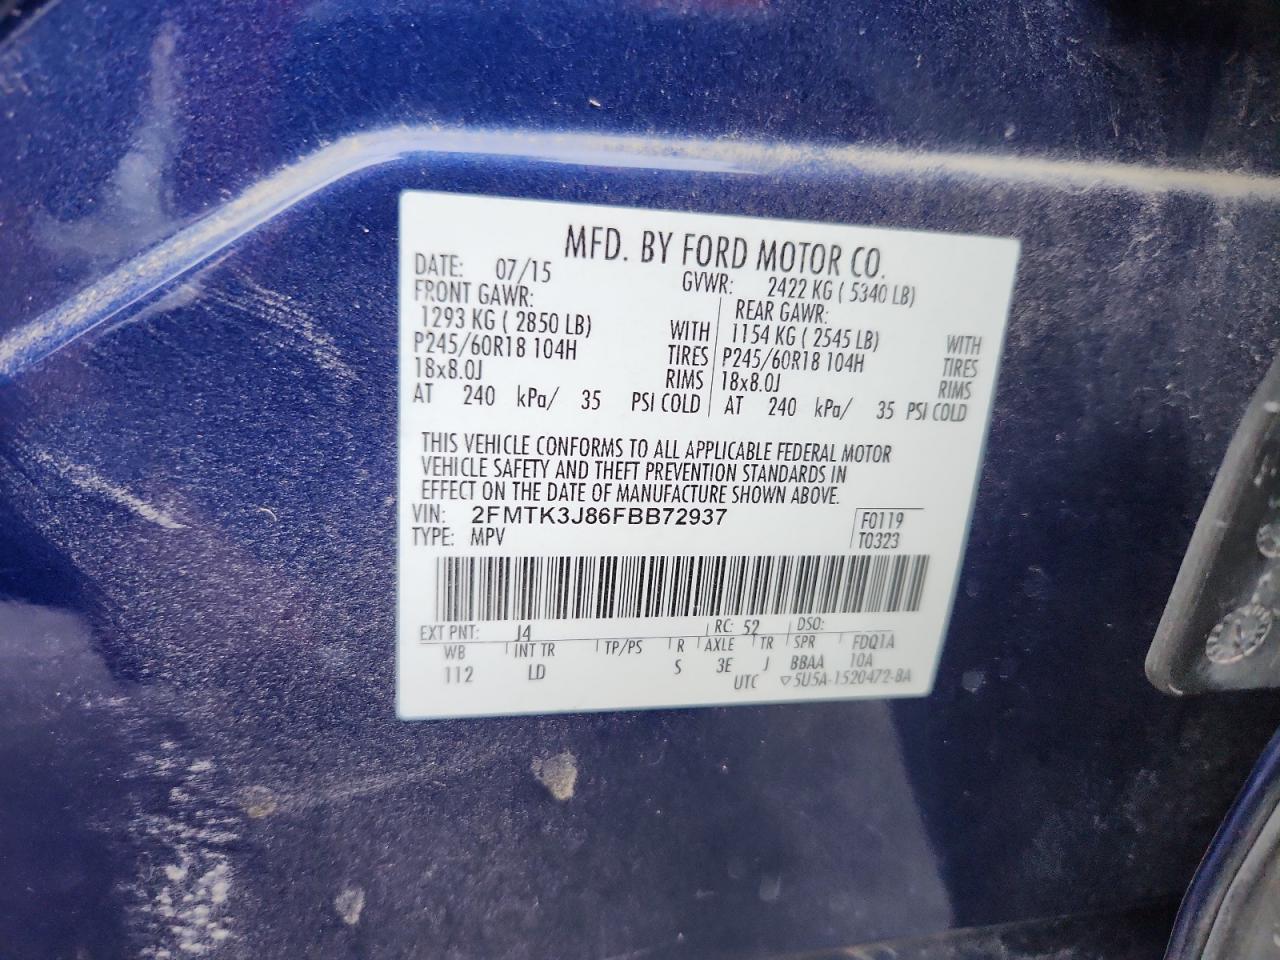 MFD. BY FORD MOTOR CO.
DATE: 07/15 GVWR: 2422 KG ( 5340 LB)
FRONT GAWR: REAR GAWR:
1293 KG ( 2850 LB) WITH 1154 KG ( 2545 LB) WITH
P245/60R18 104H TIRES P245/60R18 104H TIRES
18x8.0J RIMS 18x8.0J RIMS
AT 240 kPa/ 35 PSI COLD AT 240 kPa/ 35 PSI COLD
THIS VEHICLE CONFORMS TO ALL APPLICABLE FEDERAL MOTOR
VEHICLE SAFETY AND THEFT PREVENTION STANDARDS IN
EFFECT ON THE DATE OF MANUFACTURE SHOWN ABOVE.
VIN: 2FMTK3J86FBB72937 F0119
TYPE: MPV T0323
EXT PNT: J4 RC: 52 DSO:
WB INT TR TP/PS R AXLE TR SPR FDQ1A
112 LD S 3E J BBAA 10A
UTC ▽5U5A-1520472-BA